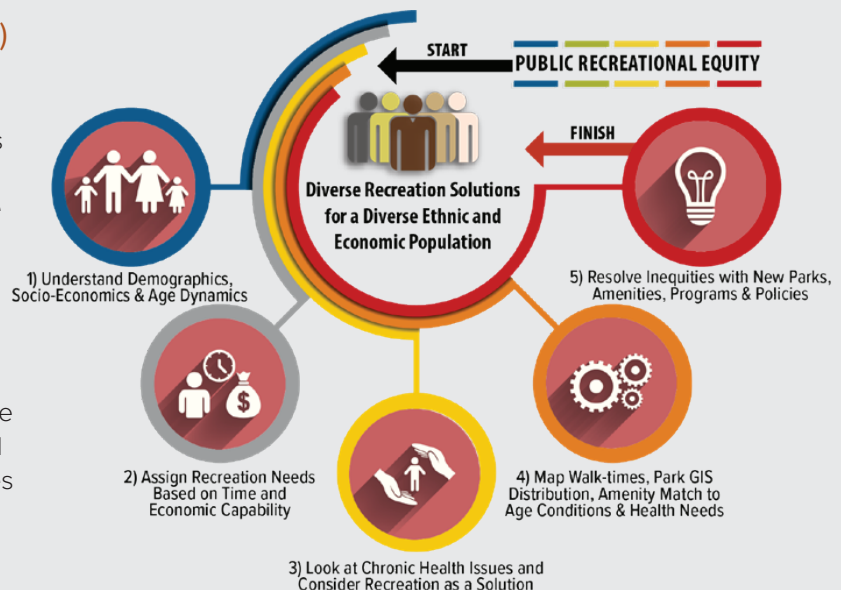 )
s
e
l
es
START
PUBLIC RECREATIONAL EQUITY
FINISH
Diverse Recreation Solutions
for a Diverse Ethnic and
Economic Population
1) Understand Demographics,
Socio-Economics & Age Dynamics
2) Assign Recreation Needs
Based on Time and
Economic Capability
$
3) Look at Chronic Health Issues and
Consider Recreation as a Solution
4) Map Walk-times, Park GIS
Distribution, Amenity Match to
Age Conditions & Health Needs
5) Resolve Inequities with New Parks,
Amenities, Programs & Policies